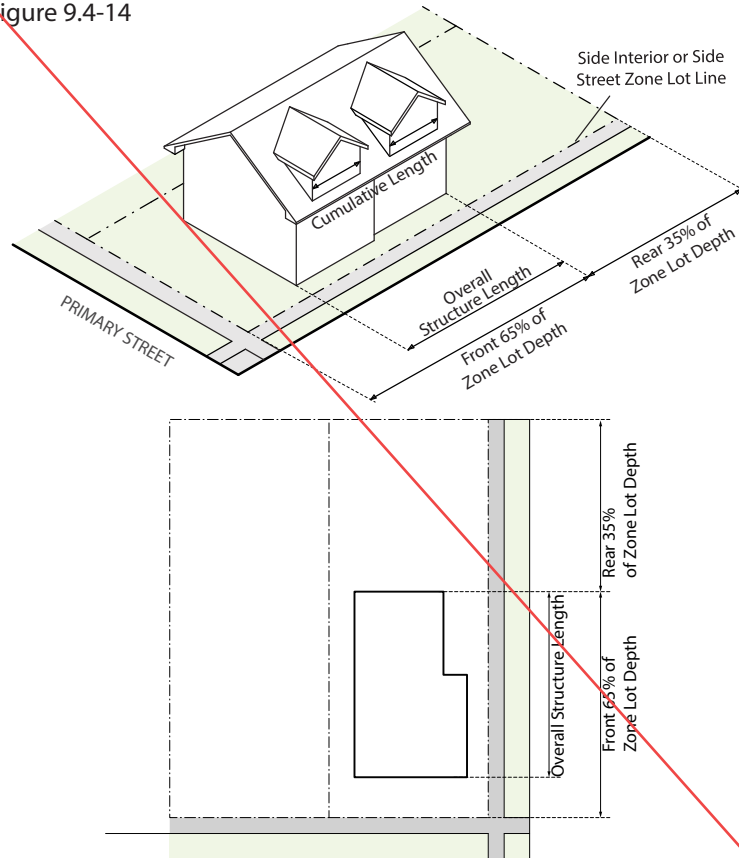 igure 9.4-14
Side Interior or Side
Street Zone Lot Line
Cumulative Length
Rear 35% of
Zone Lot Depth
Overall
Structure Length
Front 65% of
Zone Lot Depth
PRIMARY STREET
Rear 35%
of Zone Lot Depth
Overall Structure Length
Front 65% of
Zone Lot Depth